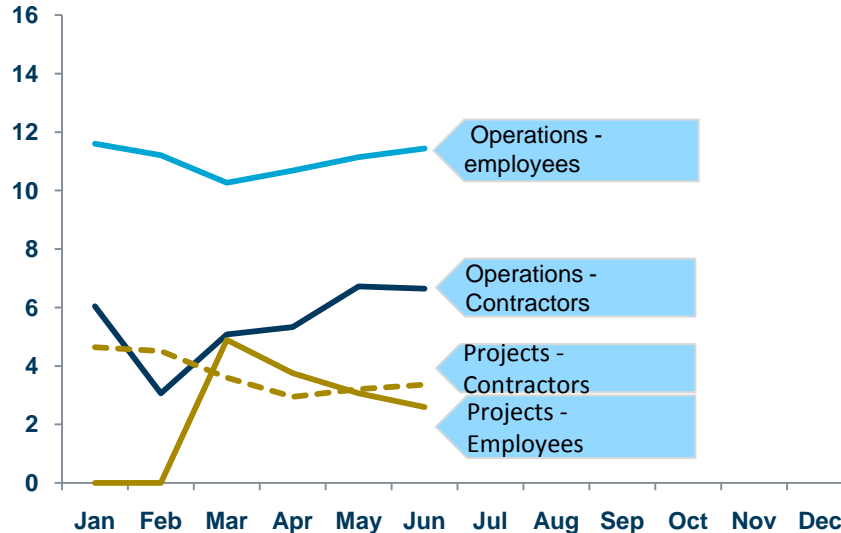 16
14
12
10
8
6
4
2
0
Operations -
employees
Operations -
Contractors
Projects -
Contractors
Projects -
Employees
Jan Feb Mar Apr May Jun Jul Aug Sep Oct Nov Dec